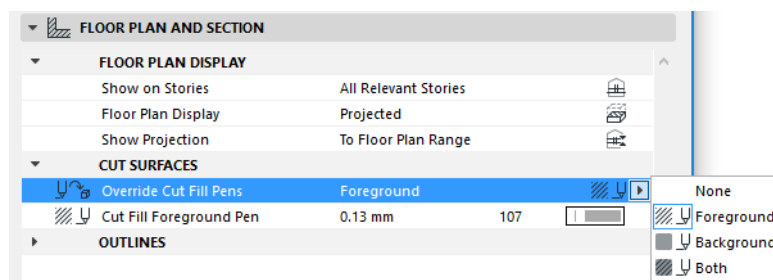 FLOOR PLAN AND SECTION
FLOOR PLAN DISPLAY
Show on Stories All Relevant Stories
Floor Plan Display Projected
Show Projection To Floor Plan Range
CUT SURFACES
Override Cut Fill Pens Foreground
None
Cut Fill Foreground Pen 0.13 mm 107
Foreground
OUTLINES
Background
Both